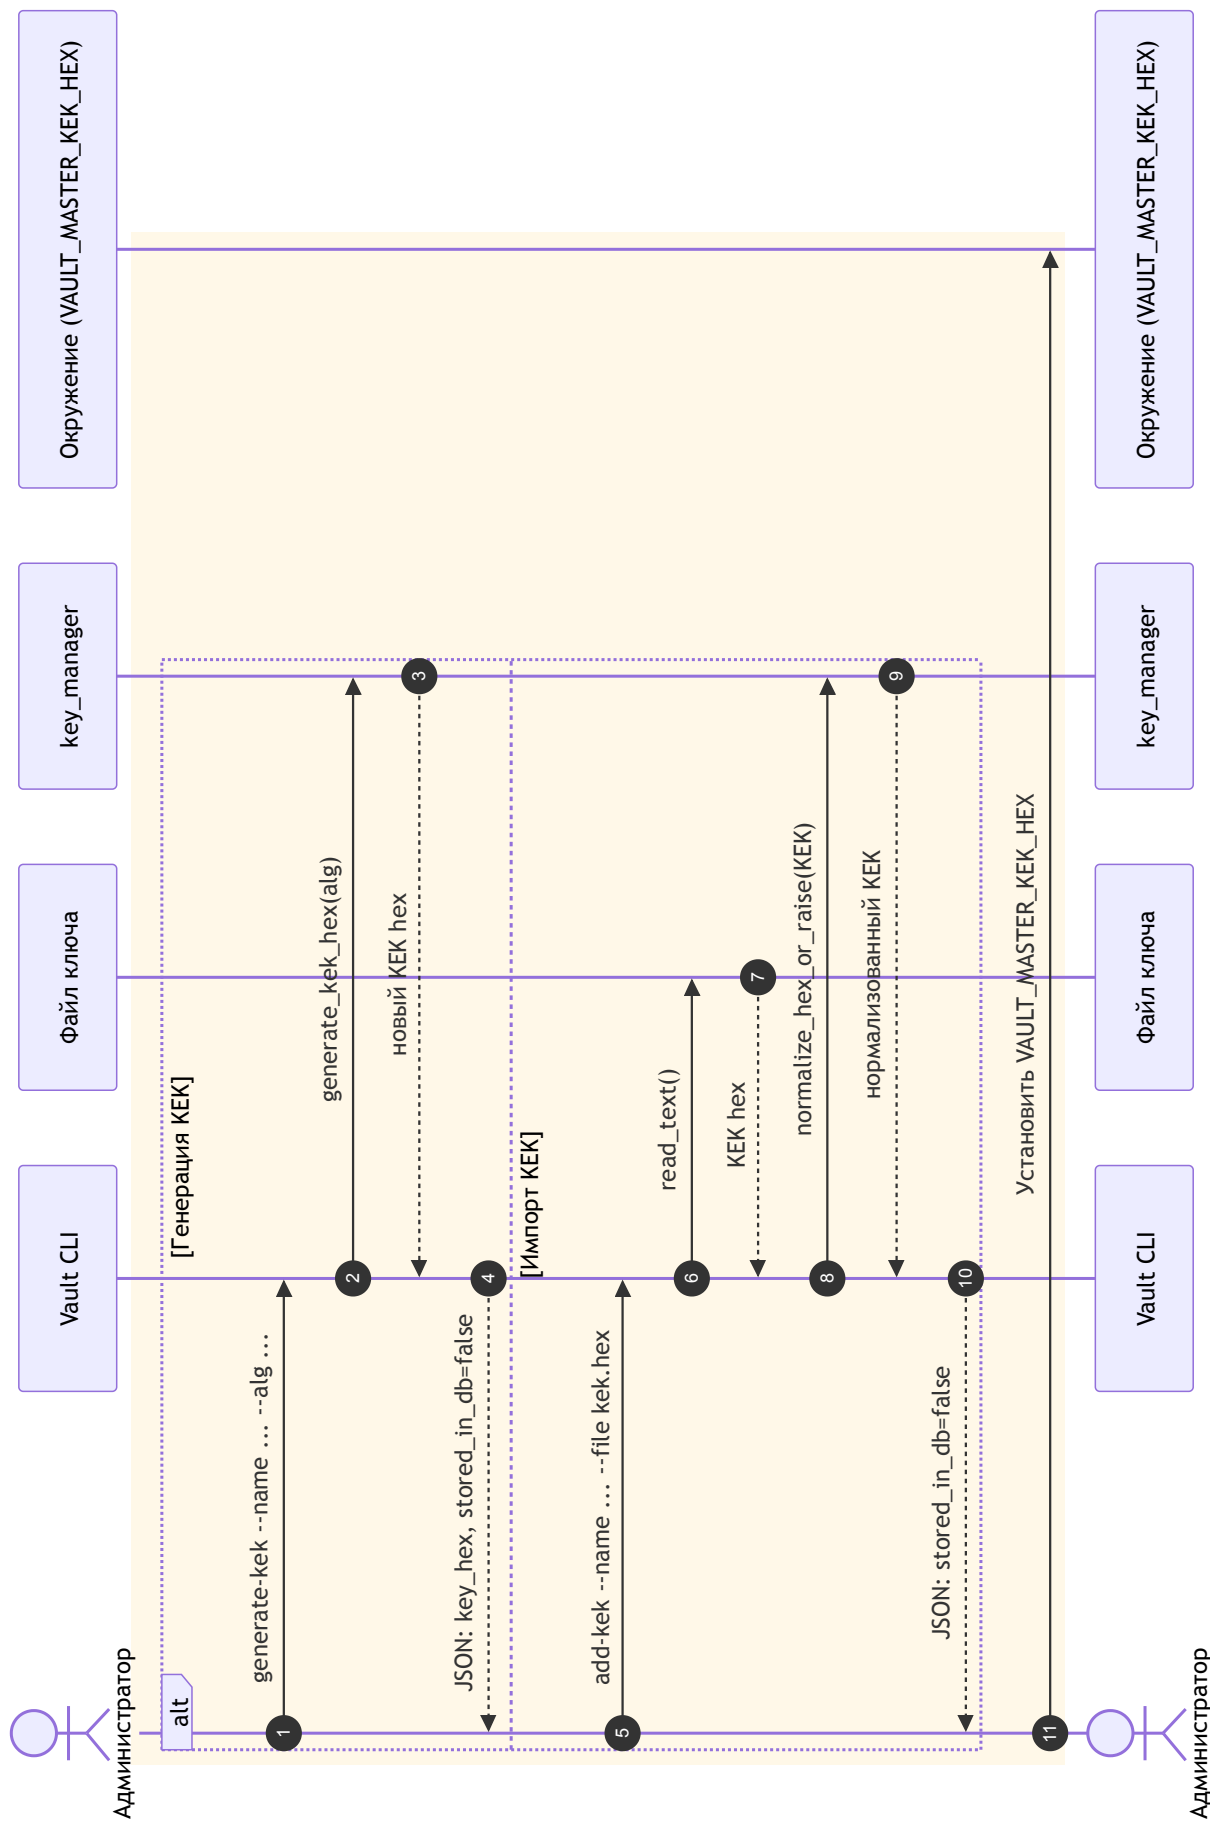 Администратор
Vault CLI
Файл ключа
key_manager
Окружение (VAULT_MASTER_KEK_HEX)
alt
[Генерация KEK]
generate-kek --name ... --alg ...
1
generate_kek_hex(alg)
2
новый KEK hex
3
JSON: key_hex, stored_in_db=false
4
[Импорт KEK]
add-kek --name ... --file kek.hex
5
read_text()
6
KEK hex
7
normalize_hex_or_raise(KEK)
8
нормализованный KEK
9
JSON: stored_in_db=false
10
Установить VAULT_MASTER_KEK_HEX
11
Администратор
Vault CLI
Файл ключа
key_manager
Окружение (VAULT_MASTER_KEK_HEX)